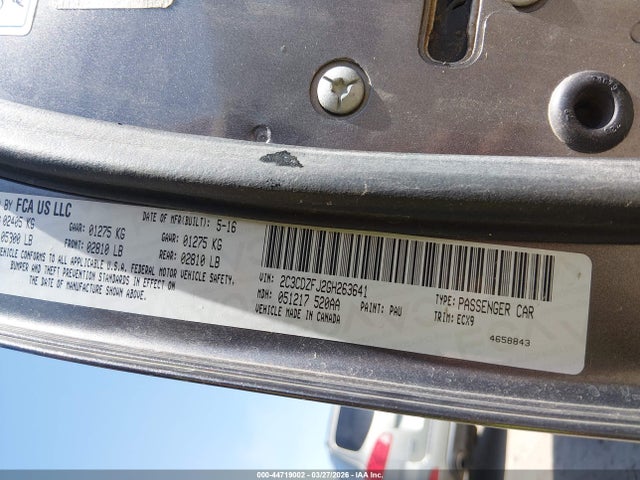 BY FCA US LLC
DATE OF MFR(BUILT): 5-16
02405 KG GAWR: 01275 KG GAWR: 01275 KG
05300 LB FRONT: 02810 LB REAR: 02810 LB
VEHICLE CONFORMS TO ALL APPLICABLE U.S.A. FEDERAL MOTOR VEHICLE SAFETY,
BUMPER AND THEFT PREVENTION STANDARDS IN EFFECT ON THE DATE OF MANUFACTURE SHOWN ABOVE.
VIN: 2C3CDZFJ2GH263641
MDH: 051217 520AA PAINT: PAU
VEHICLE MADE IN CANADA
TYPE: PASSENGER CAR
TRIM: ECX9
4658843
000-44719002 - 03/27/2026 - IAA Inc.